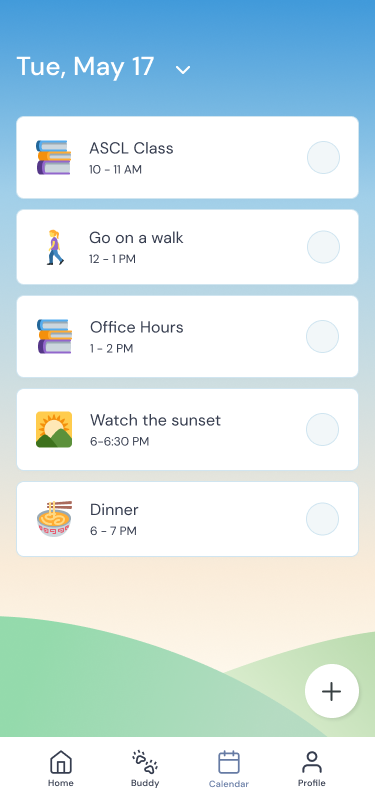 Tue, May 17
ASCL Class
10 - 11 AM
Go on a walk
12 - 1 PM
Office Hours
1 - 2 PM
Watch the sunset
6-6:30 PM
Dinner
6 - 7 PM
Home Buddy Calendar Profile